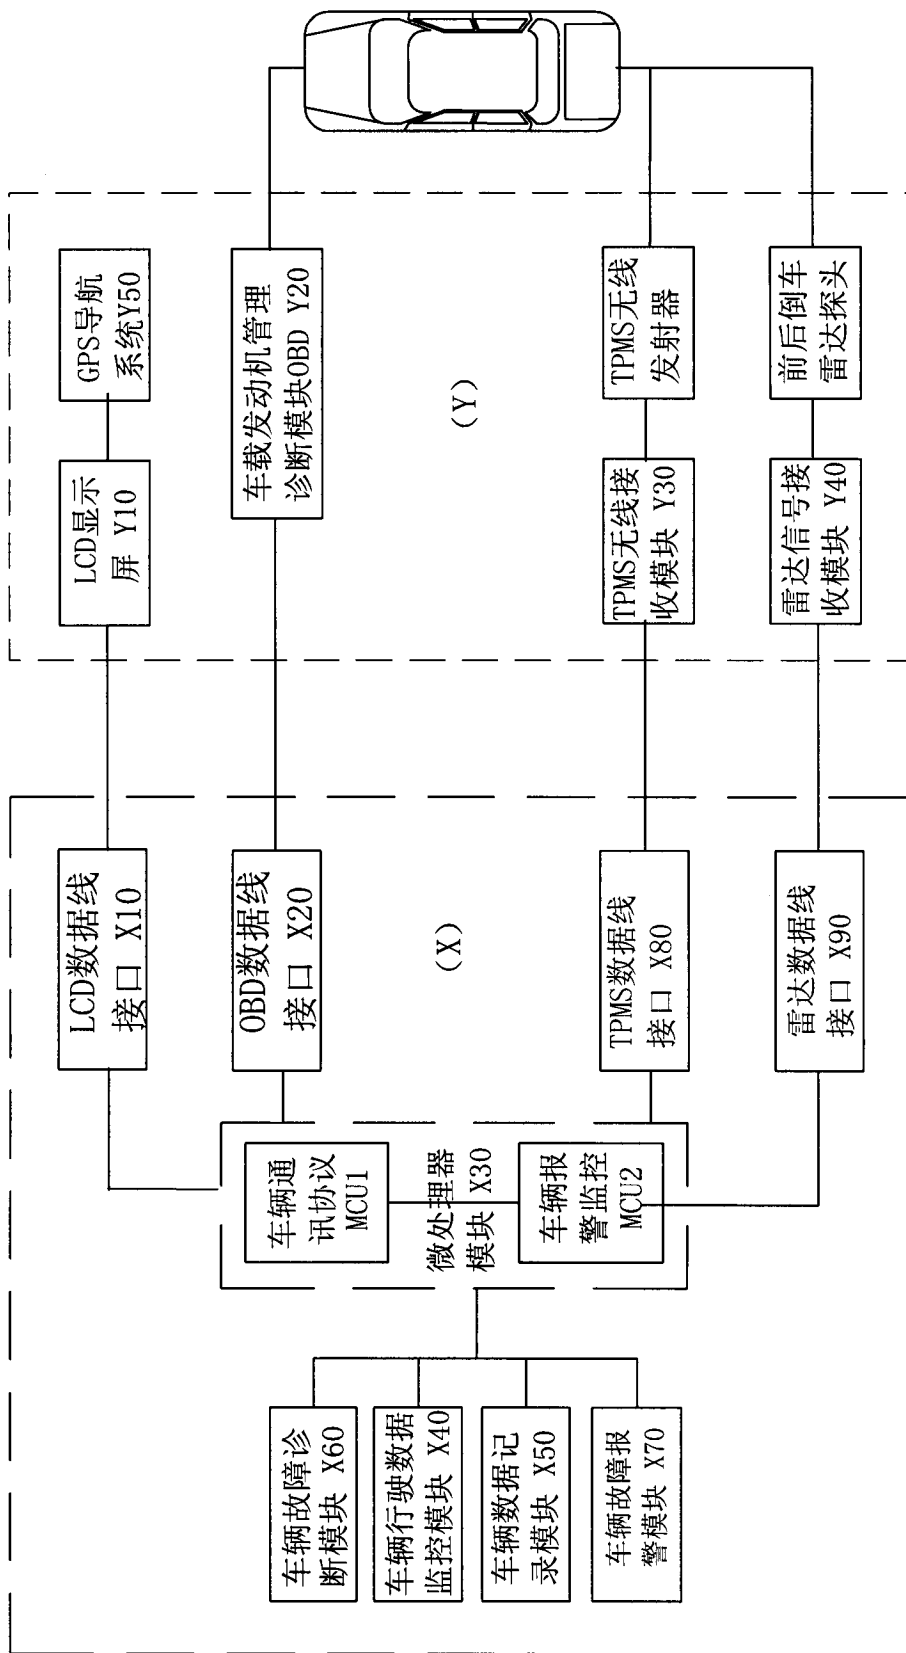 GPS导航
系统Y50
LCD显示
屏 Y10
LCD数据线
接口 X10
车载发动机管理
诊断模块OBD Y20
OBD数据线
接口 X20
(Y)
(X)
TPMS无线
发射器
TPMS无线接
收模块 Y30
TPMS数据线
接口 X80
前后倒车
雷达探头
雷达信号接
收模块 Y40
雷达数据线
接口 X90
车辆通
讯协议
MCU1
微处理器
模块 X30
车辆报
警监控
MCU2
车辆故障诊
断模块 X60
车辆行驶数据
监控模块 X40
车辆数据记
录模块 X50
车辆故障报
警模块 X70